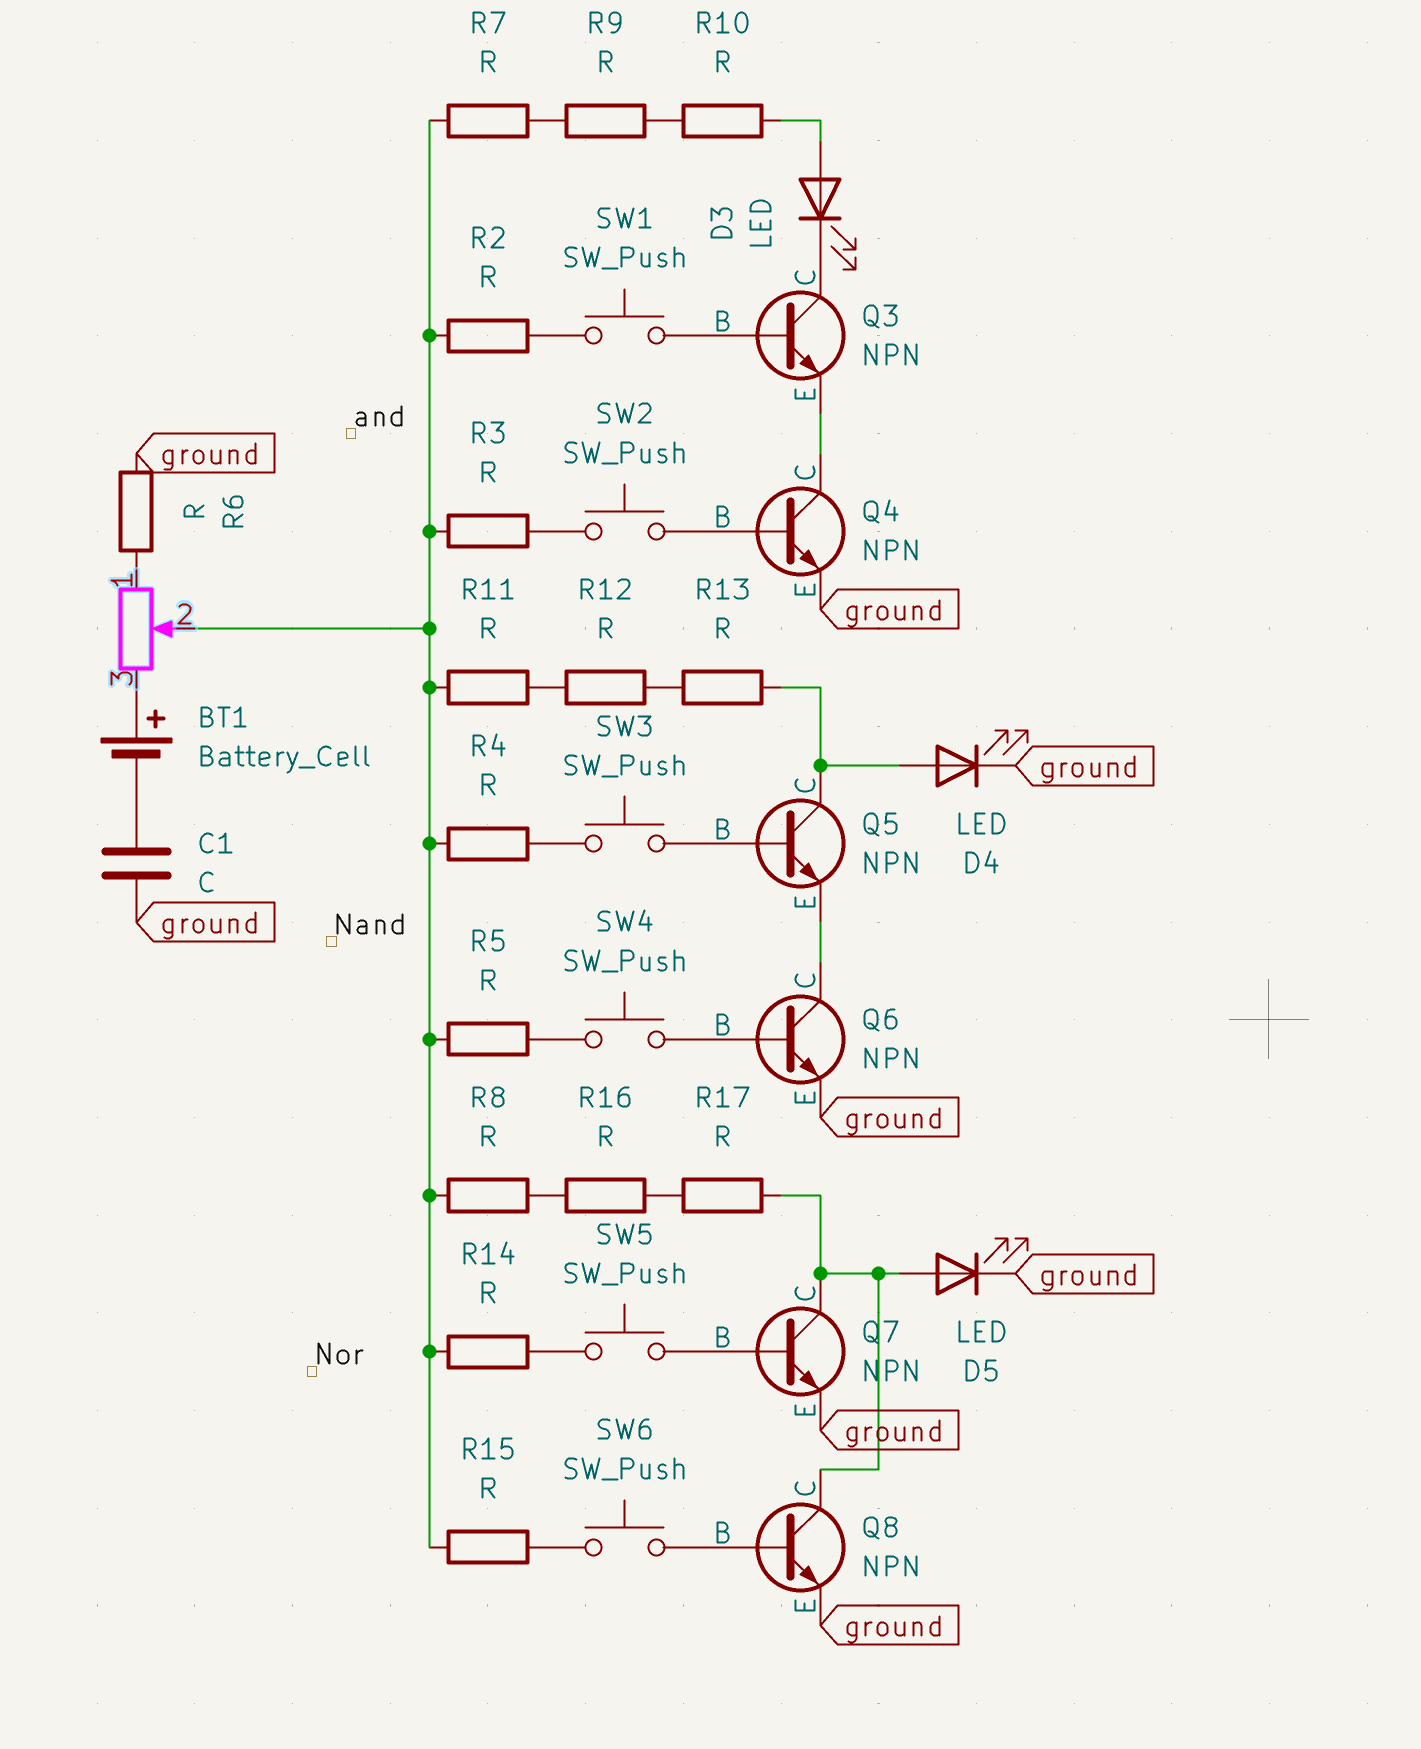 R7 R9 R10
R R R
D3
LED
SW1
SW_Push
R2
R
C
B
Q3
NPN
E
and
ground
R
R6
SW2
SW_Push
R3
R
C
B
Q4
NPN
E
ground
1
2
3
R11 R12 R13
R R R
BT1
Battery_Cell
C1
C
ground
SW3
SW_Push
R4
R
ground
C
B
Q5
NPN
E
LED
D4
Nand
SW4
SW_Push
R5
R
C
B
Q6
NPN
E
ground
R8 R16 R17
R R R
SW5
SW_Push
R14
R
ground
C
B
Q7
NPN
E
LED
D5
Nor
ground
SW6
SW_Push
R15
R
C
B
Q8
NPN
E
ground